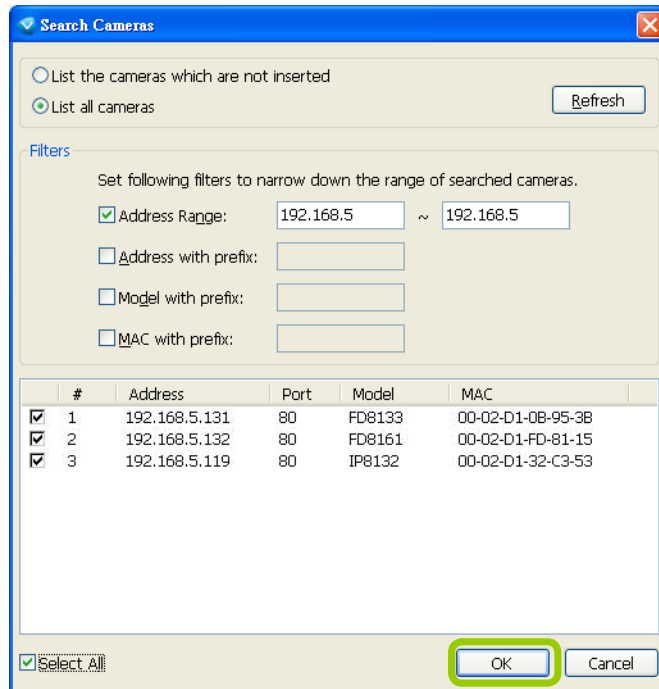 Search Cameras
List the cameras which are not inserted
List all cameras
Refresh
Filters
Set following filters to narrow down the range of searched cameras.
Address Range: 192.168.5 ~ 192.168.5
Address with prefix:
Model with prefix:
MAC with prefix:
# Address Port Model MAC
1 192.168.5.131 80 FD8133 00-02-D1-0B-95-3B
2 192.168.5.132 80 FD8161 00-02-D1-FD-81-15
3 192.168.5.119 80 IP8132 00-02-D1-32-C3-53
Select All OK Cancel